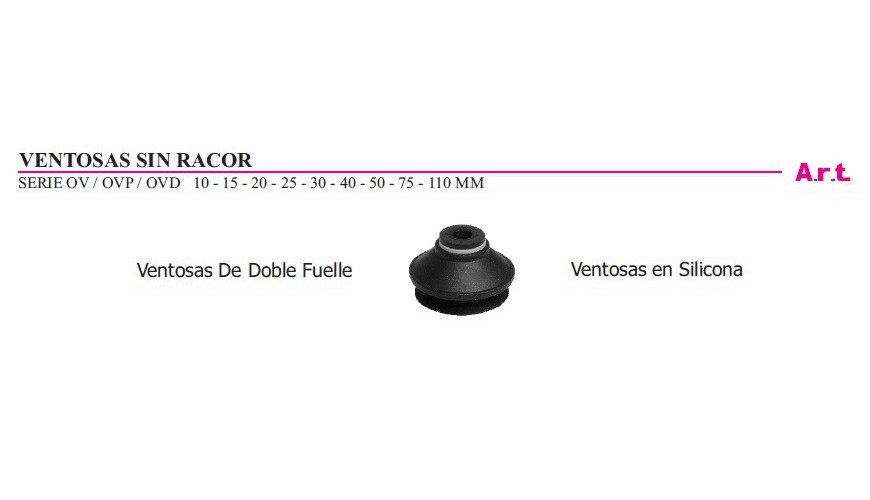 VENTOSAS SIN RACOR
A.r.t.
SERIE OV / OVP / OVD 10 - 15 - 20 - 25 - 30 - 40 - 50 - 75 - 110 MM
Ventosas De Doble Fuelle
Ventosas en Silicona